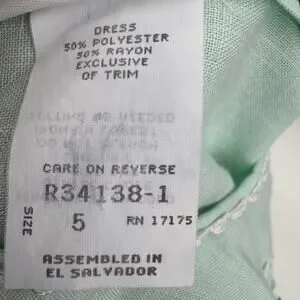 DRESS
50% POLYESTER
50% RAYON
EXCLUSIVE
OF TRIM
CARE ON REVERSE
R34138-1
SIZE 5 RN 17175
ASSEMBLED IN
EL SALVADOR